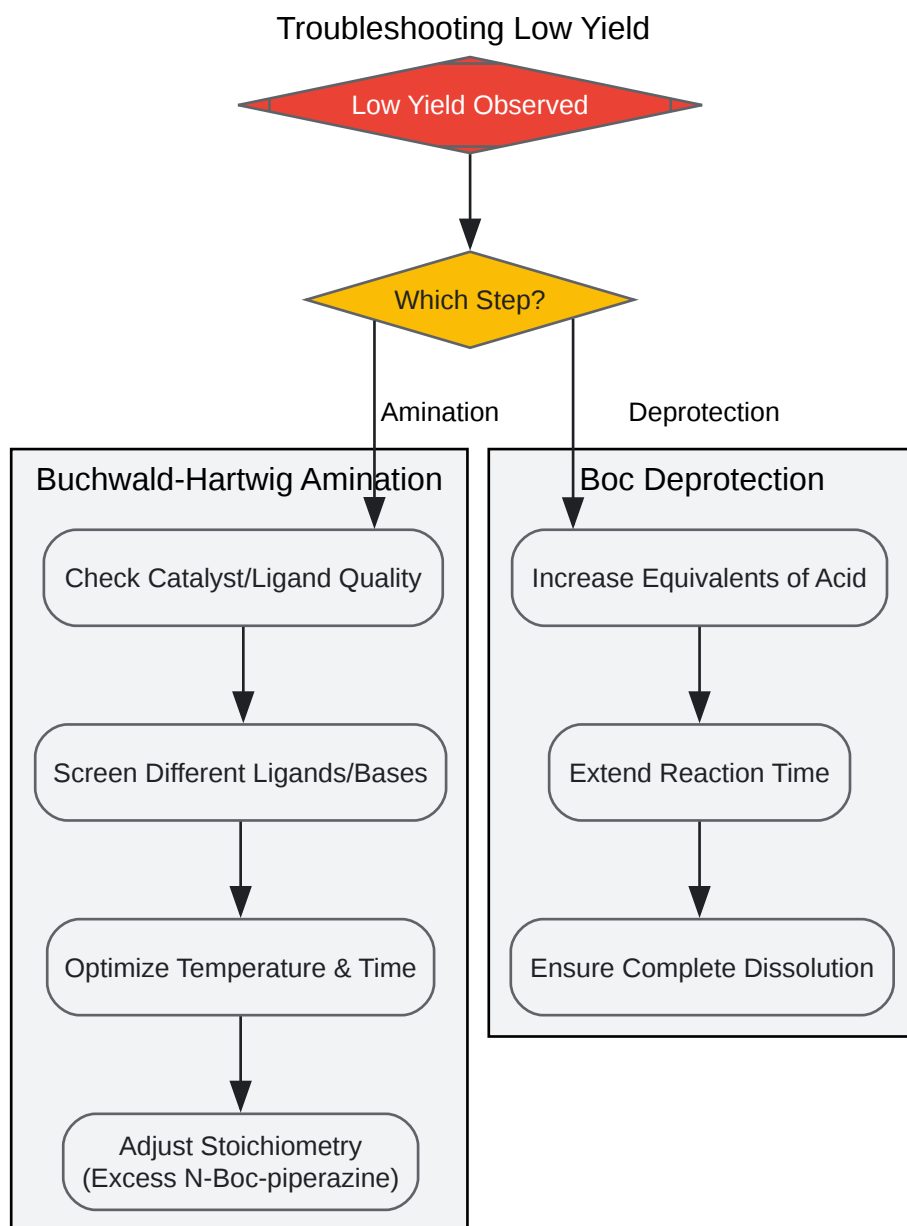 Troubleshooting Low Yield
Low Yield Observed
Which Step?
Amination
Deprotection
Buchwald-Hartwig Amination
Check Catalyst/Ligand Quality
Screen Different Ligands/Bases
Optimize Temperature & Time
Adjust Stoichiometry
(Excess N-Boc-piperazine)
Boc Deprotection
Increase Equivalents of Acid
Extend Reaction Time
Ensure Complete Dissolution